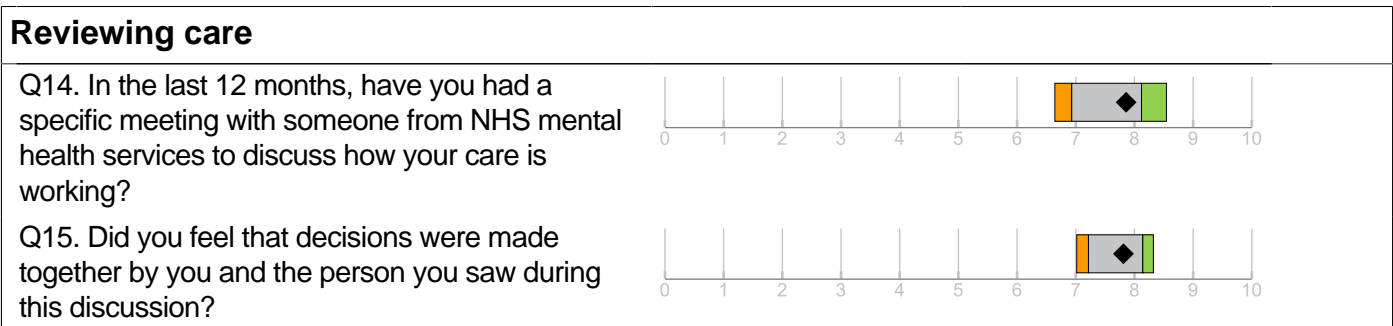 Reviewing care
Q14. In the last 12 months, have you had a
specific meeting with someone from NHS mental
health services to discuss how your care is
working?
0 1 2 3 4 5 6 7 8 9 10
Q15. Did you feel that decisions were made
together by you and the person you saw during
this discussion?
0 1 2 3 4 5 6 7 8 9 10